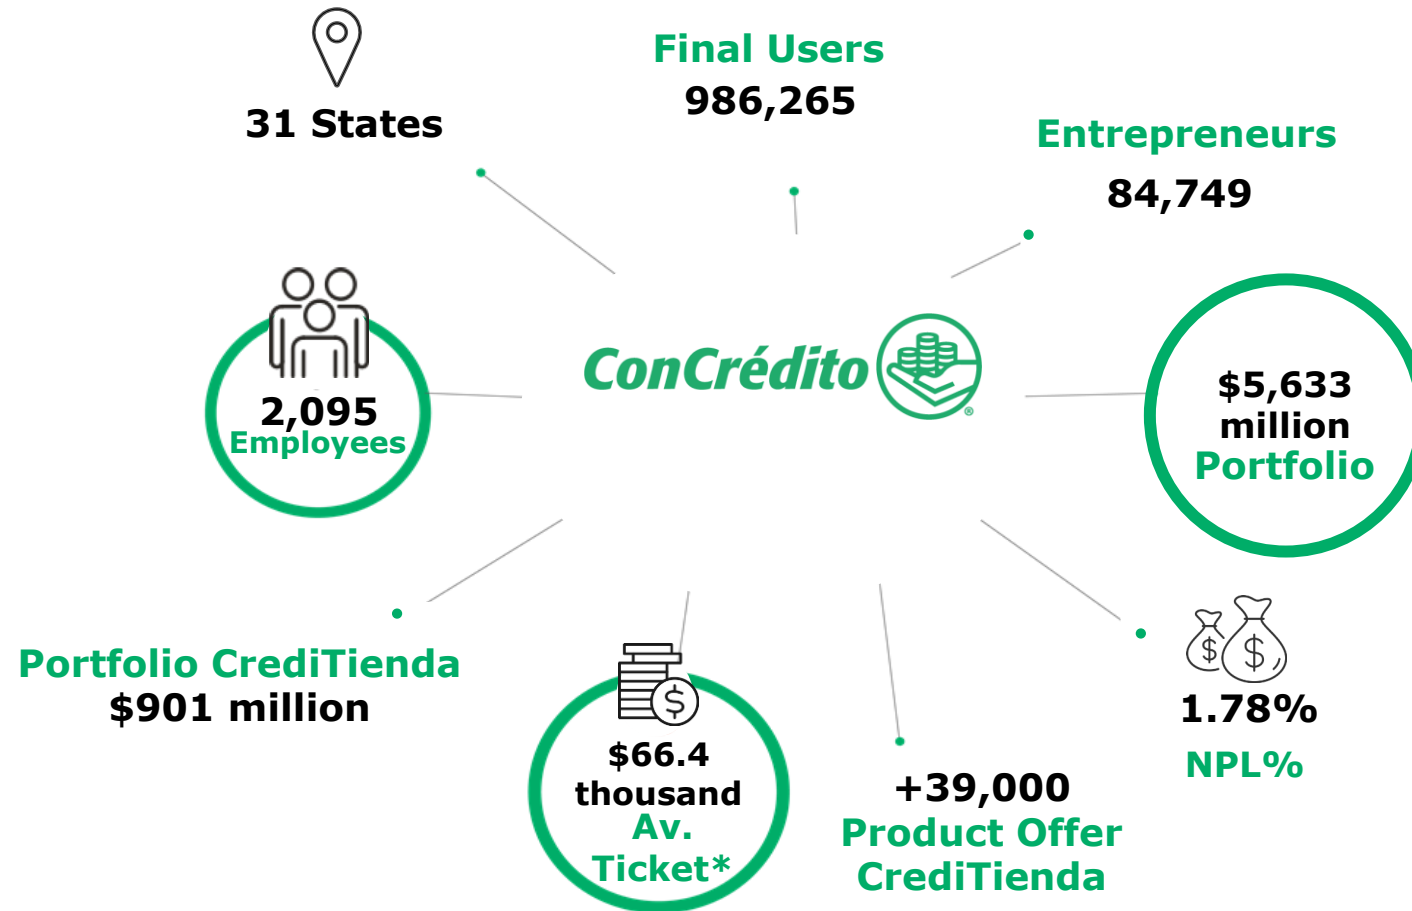 31 States
Final Users
986,265
Entrepreneurs
84,749
ConCrédito
®
2,095
Employees
$5,633
million
Portfolio
Portfolio CrediTienda
$901 million
$66.4
thousand
Av.
Ticket*
+39,000
Product Offer
CrediTienda
$ $
1.78%
NPL%
$